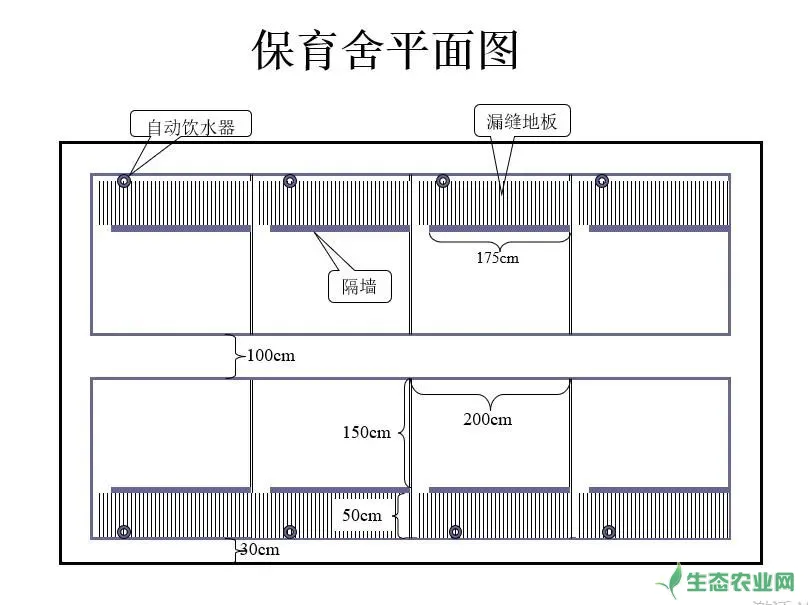 保育舍平面图
自动饮水器
漏缝地板
175cm
隔墙
100cm
200cm
150cm
50cm
30cm
生态农业网